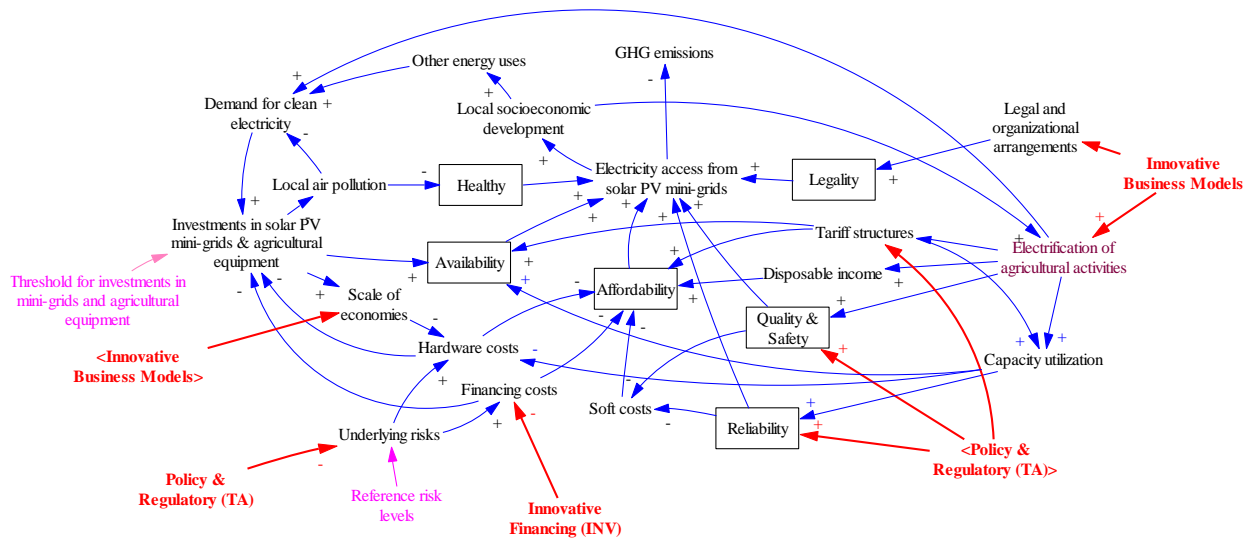 GHG emissions
Other energy uses
Demand for clean
electricity
Local socioeconomic
development
Legal and
organizational
arrangements
Innovative
Business Models
Local air pollution
Healthy
Electricity access from
solar PV mini-grids
Legality
Investments in solar PV
mini-grids & agricultural
equipment
Tariff structures
Electrification of
agricultural activities
Availability
Disposable income
Affordability
Threshold for investments in
mini-grids and agricultural
equipment
Scale of
economies
Quality &
Safety
Hardware costs
Capacity utilization
<Innovative
Business Models>
Financing costs
Soft costs
Reliability
Underlying risks
<Policy &
Regulatory (TA)>
Policy &
Regulatory (TA)
Reference risk
levels
Innovative
Financing (INV)